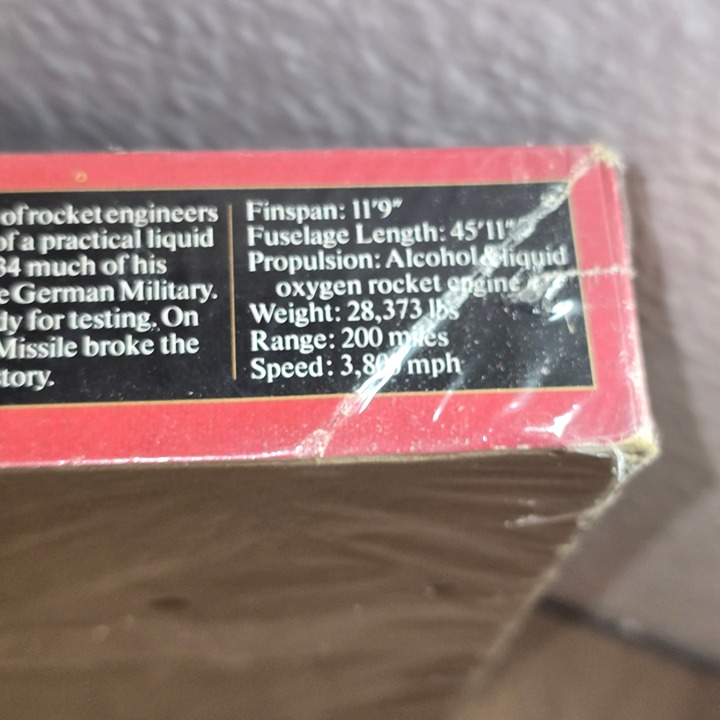 of rocket engineers
of a practical liquid
34 much of his
e German Military.
dy for testing. On
Missile broke the
tory.
Finspan: 11'9"
Fuselage Length: 45'11"
Propulsion: Alcohol & liquid
oxygen rocket engine
Weight: 28,373 lbs
Range: 200 miles
Speed: 3,800 mph